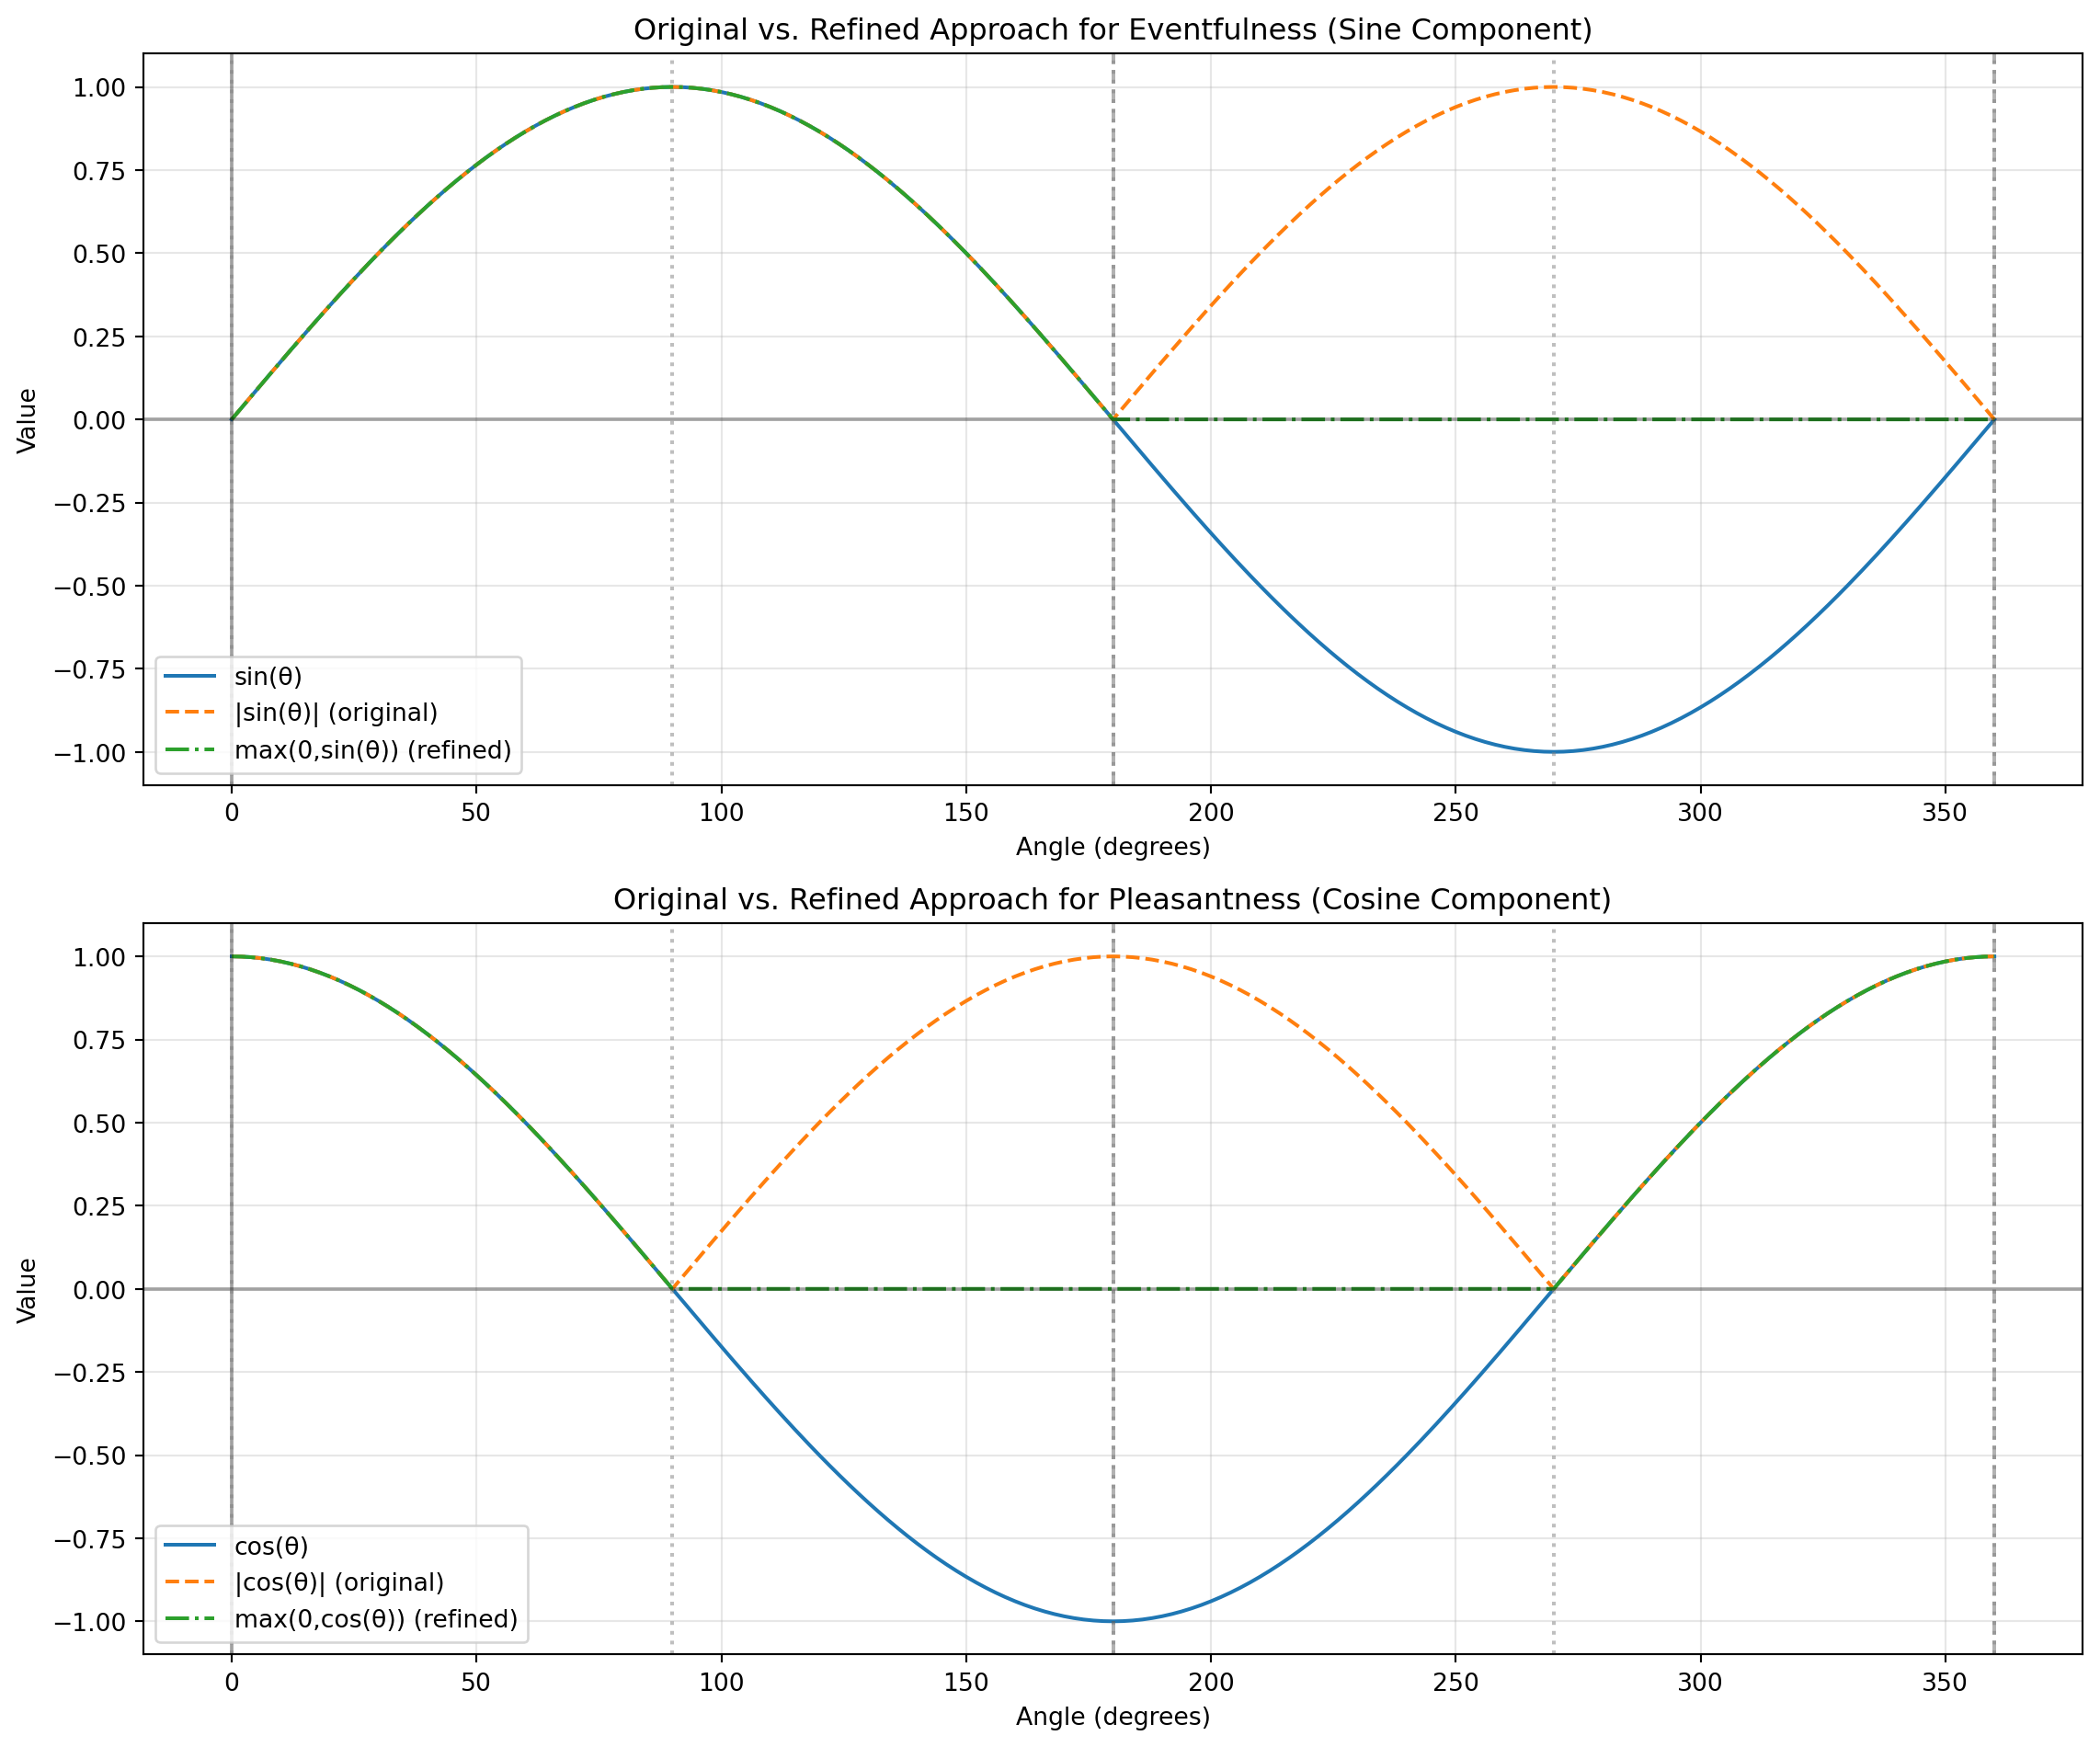 Original vs. Refined Approach for Eventfulness (Sine Component)
1.00
0.75
0.50
0.25
0.00
−0.25
−0.50
−0.75
−1.00
Value
sin(θ)
|sin(θ)| (original)
max(0,sin(θ)) (refined)
0 50 100 150 200 250 300 350
Angle (degrees)
Original vs. Refined Approach for Pleasantness (Cosine Component)
1.00
0.75
0.50
0.25
0.00
−0.25
−0.50
−0.75
−1.00
Value
cos(θ)
|cos(θ)| (original)
max(0,cos(θ)) (refined)
0 50 100 150 200 250 300 350
Angle (degrees)